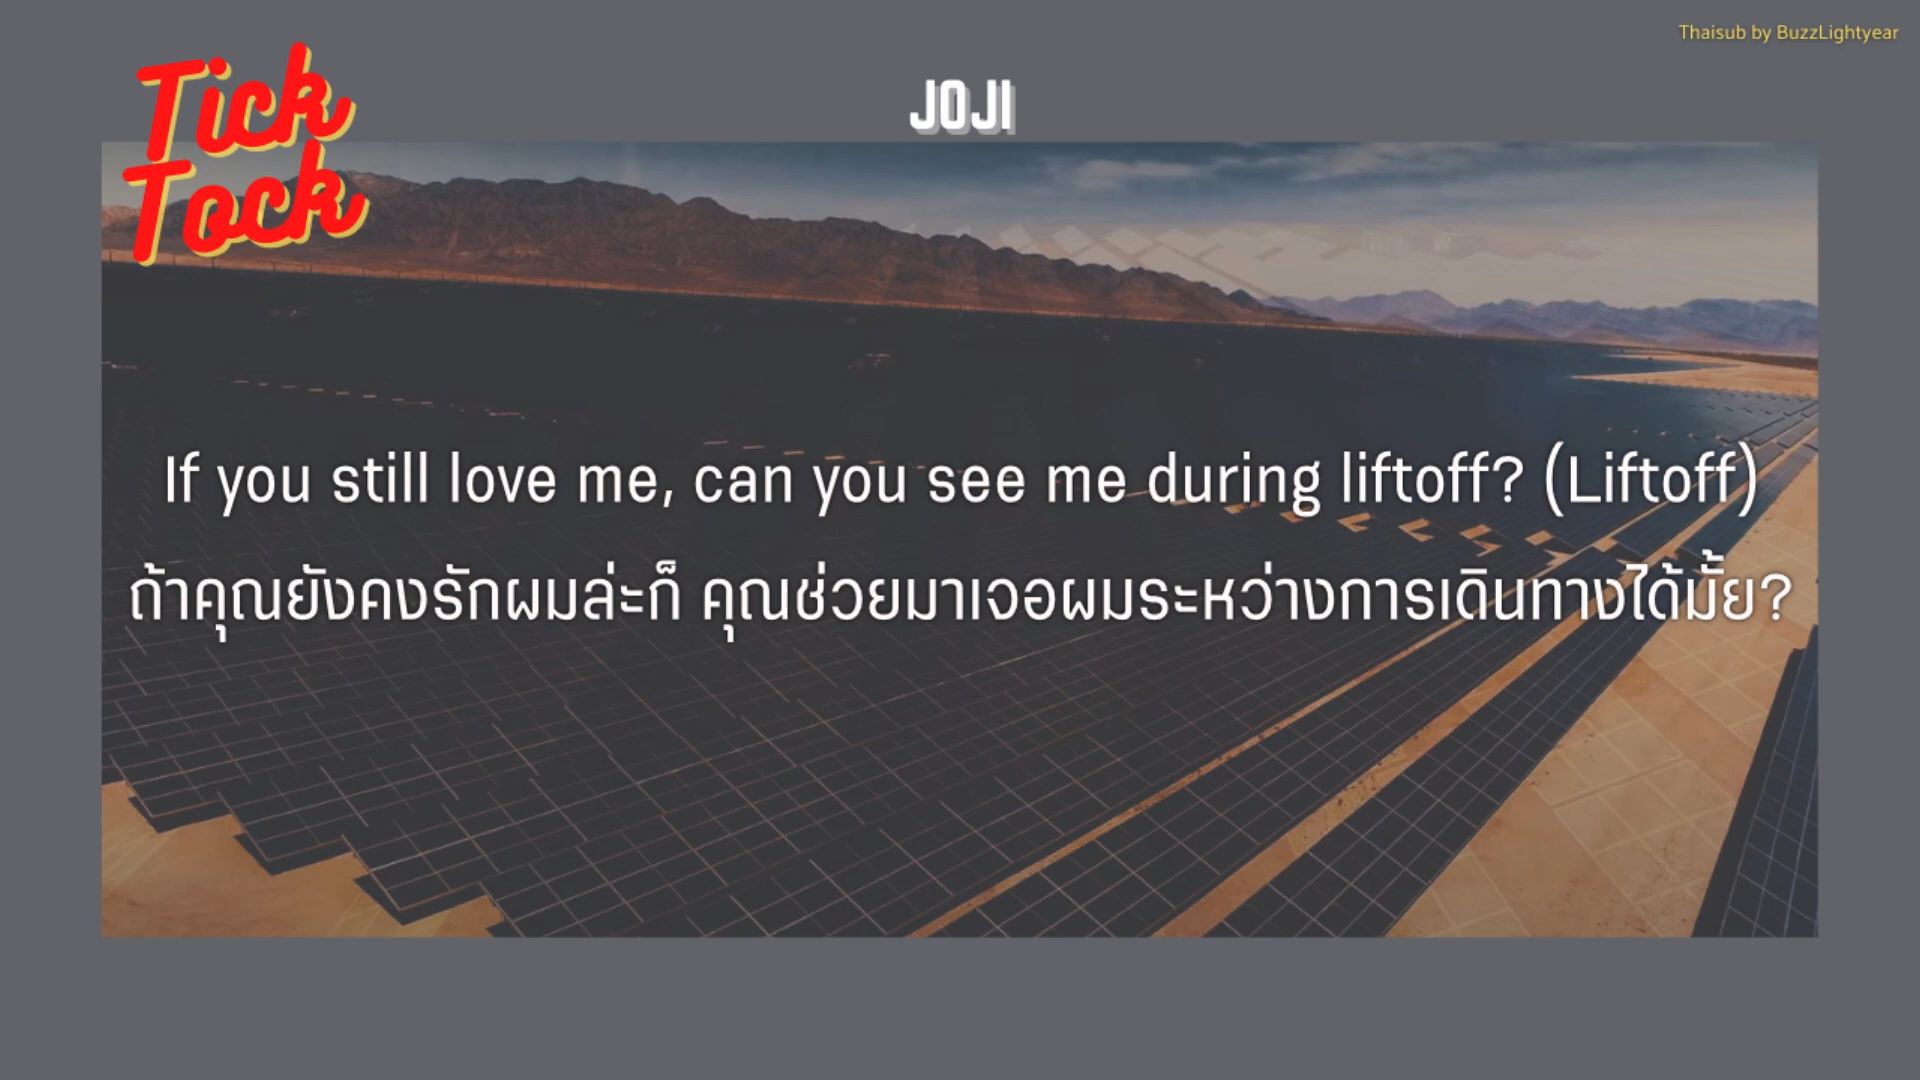 Thaisub by BuzzLightyear
Tick
Tock
JOJI
If you still love me, can you see me during liftoff? (Liftoff)
ถ้าคุณยังคงรักผมล่ะก็ คุณช่วยมาเจอผมระหว่างการเดินทางได้มั้ย?